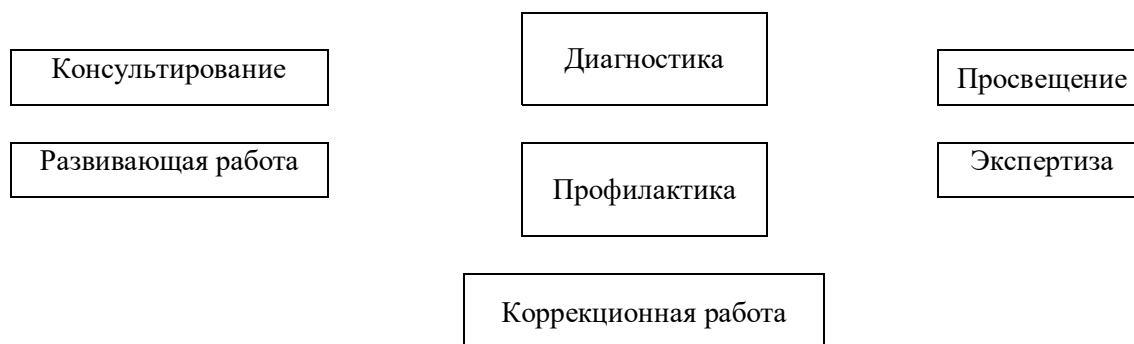 Консультирование
Диагностика
Просвещение
Развивающая работа
Профилактика
Экспертиза
Коррекционная работа